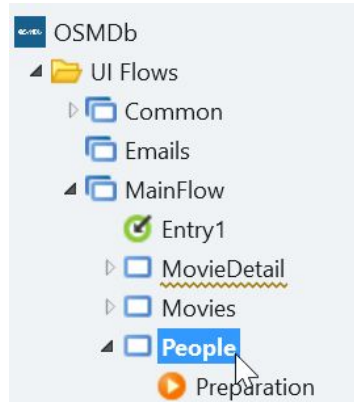 OSMDb
UI Flows
Common
Emails
MainFlow
Entry1
MovieDetail
Movies
People
Preparation